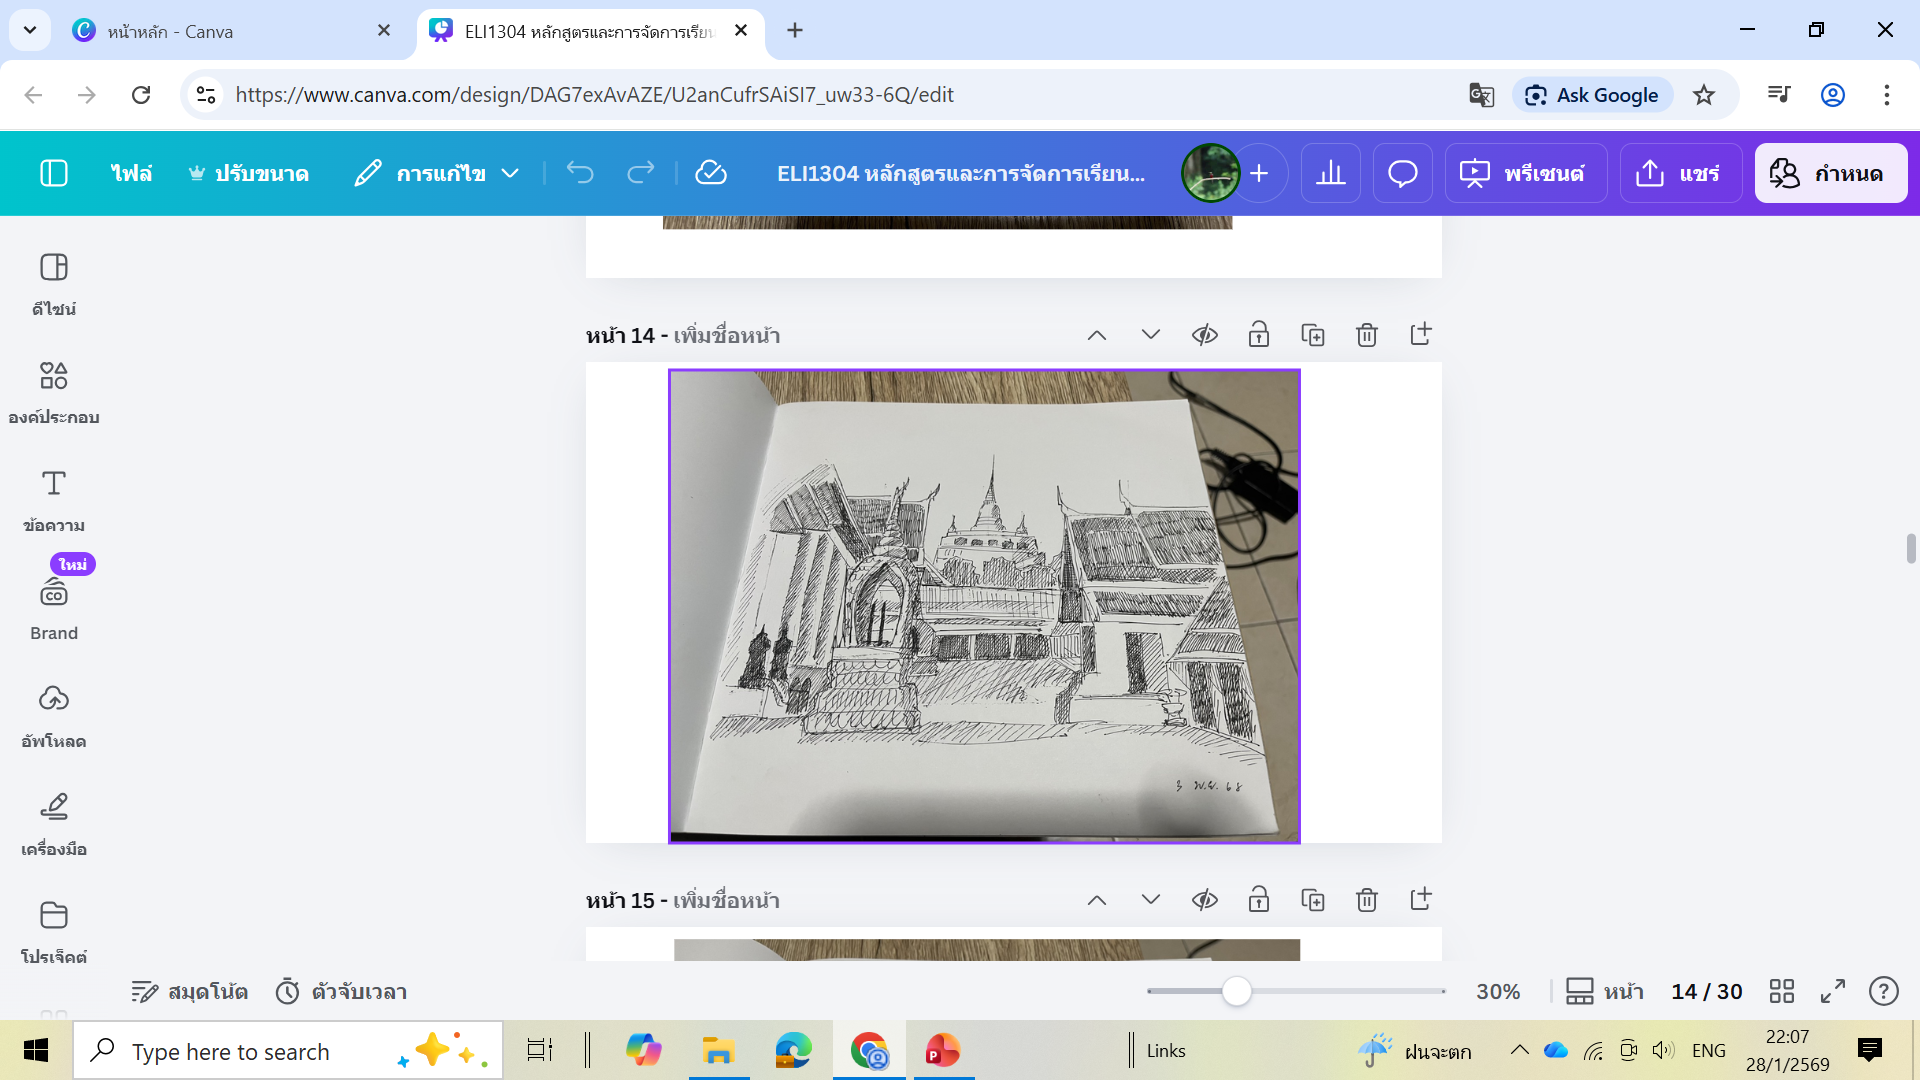 หน้าหลัก - Canva
ELI1304 หลักสูตรและการจัดการเรียน
https://www.canva.com/design/DAG7exAvAZE/U2anCufrSAiSI7_uw33-6Q/edit
Ask Google
ไฟล์
ปรับขนาด
การแก้ไข
ELI1304 หลักสูตรและการจัดการเรียน...
พรีเซนต์
แชร์
กำหนด
ดีไซน์
องค์ประกอบ
ข้อความ
ใหม่
Brand
อัพโหลด
เครื่องมือ
โปรเจ็คต์
หน้า 14 - เพิ่มชื่อหน้า
3 พ.ย. 68
หน้า 15 - เพิ่มชื่อหน้า
สมุดโน้ต
ตัวจับเวลา
30%
หน้า
14 / 30
Type here to search
Links
ฝนจะตก
ENG
22:07
28/1/2569